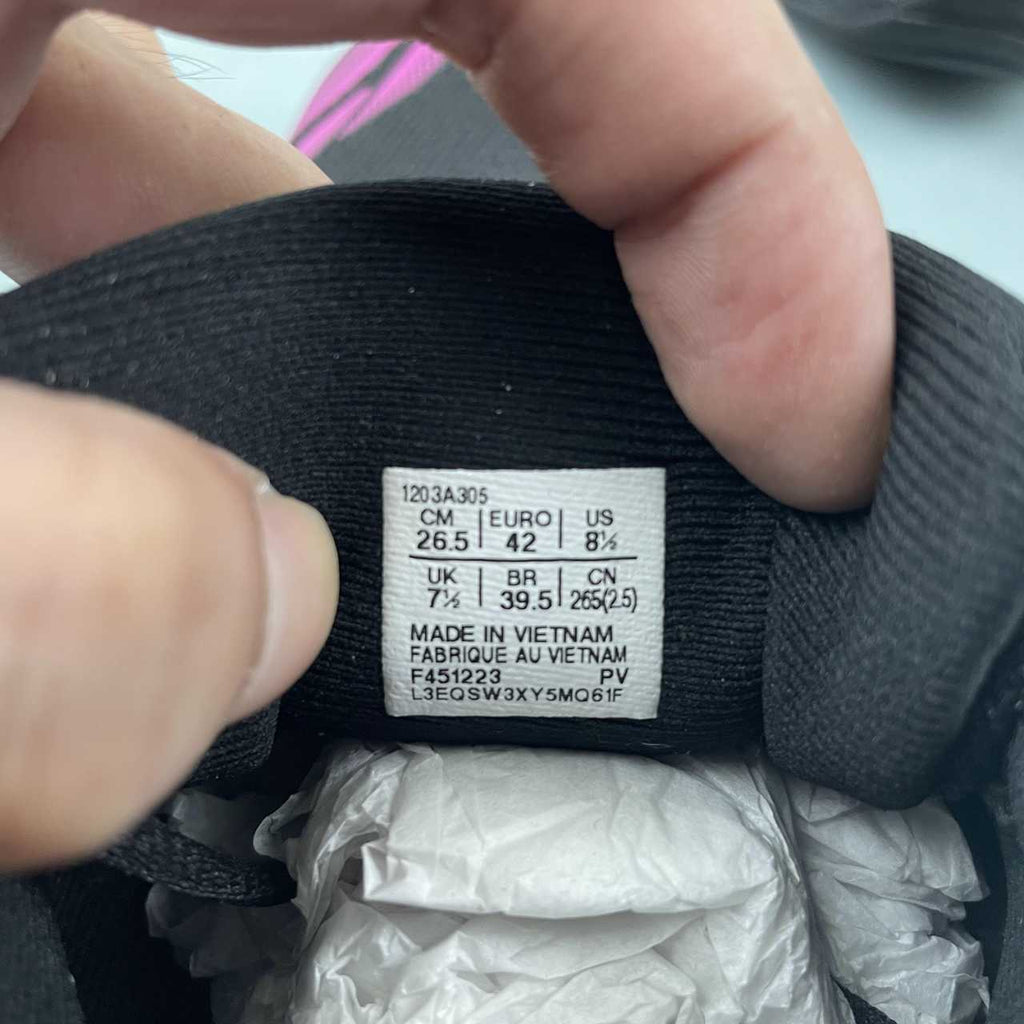 1203A305
CM | EURO | US
26.5 | 42 | 8½
UK | BR | CN
7½ | 39.5 | 265(2.5)
MADE IN VIETNAM
FABRIQUE AU VIETNAM
F451223 PV
L3EQSW3XY5MQ61F